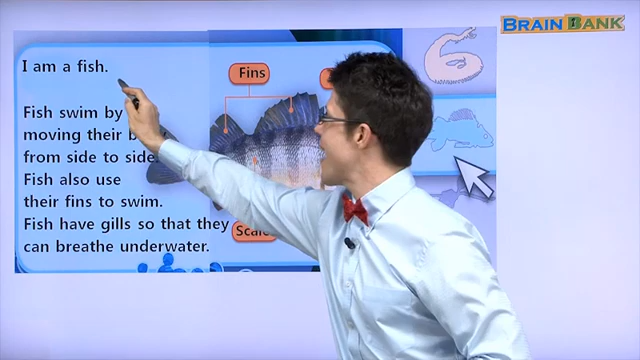 BRAIN BANK
I am a fish.
Fins
Fish swim by
moving their b
from side to side.
Fish also use
their fins to swim.
Fish have gills so that they
can breathe underwater.
Scale